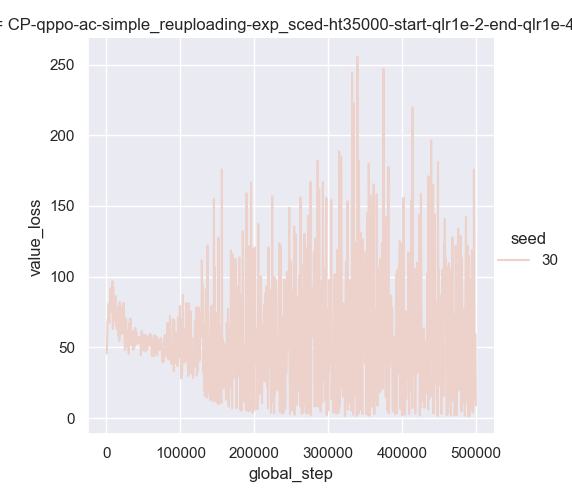 = CP-qppo-ac-simple_reuploading-exp_sced-ht35000-start-qlr1e-2-end-qlr1e-4
250
200
150
100
50
0
value_loss
0 100000 200000 300000 400000 500000
global_step
seed
30